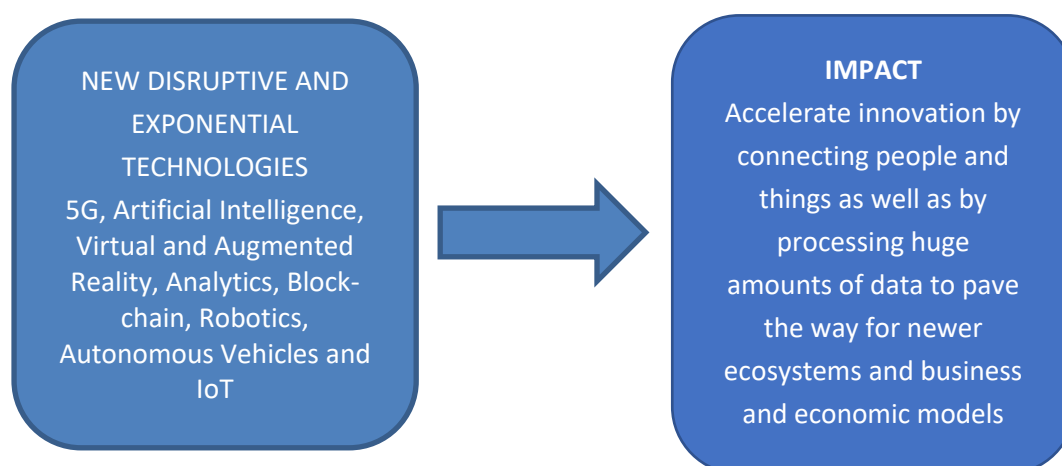 NEW DISRUPTIVE AND
EXPONENTIAL
TECHNOLOGIES
5G, Artificial Intelligence,
Virtual and Augmented
Reality, Analytics, Block-
chain, Robotics,
Autonomous Vehicles and
IoT
IMPACT
Accelerate innovation by
connecting people and
things as well as by
processing huge
amounts of data to pave
the way for newer
ecosystems and business
and economic models